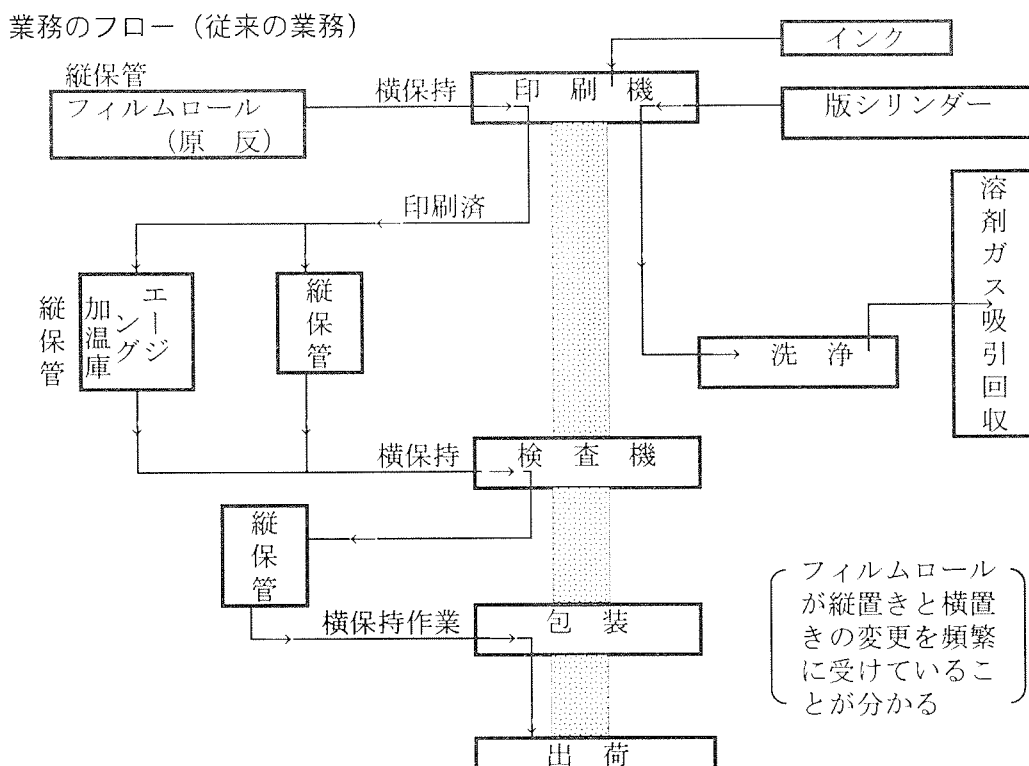 業務のフロー（従来の業務）
インク
縦保管
フィルムロール
（原 反）
横保持
印 刷 機
版シリンダー
溶剤ガス吸引回収
印刷済
縦保管
エージ
ング
加温庫
縦保管
洗 浄
横保持
検 査 機
縦保管
横保持作業
包 装
フィルムロール
が縦置きと横置
きの変更を頻繁
に受けているこ
とが分かる
出 荷